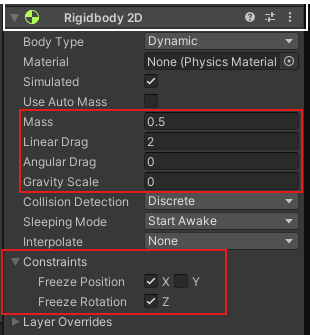 Rigidbody 2D
Body Type Dynamic
Material None (Physics Material
Simulated
Use Auto Mass
Mass 0.5
Linear Drag 2
Angular Drag 0
Gravity Scale 0
Collision Detection Discrete
Sleeping Mode Start Awake
Interpolate None
Constraints
Freeze Position X Y
Freeze Rotation Z
Layer Overrides